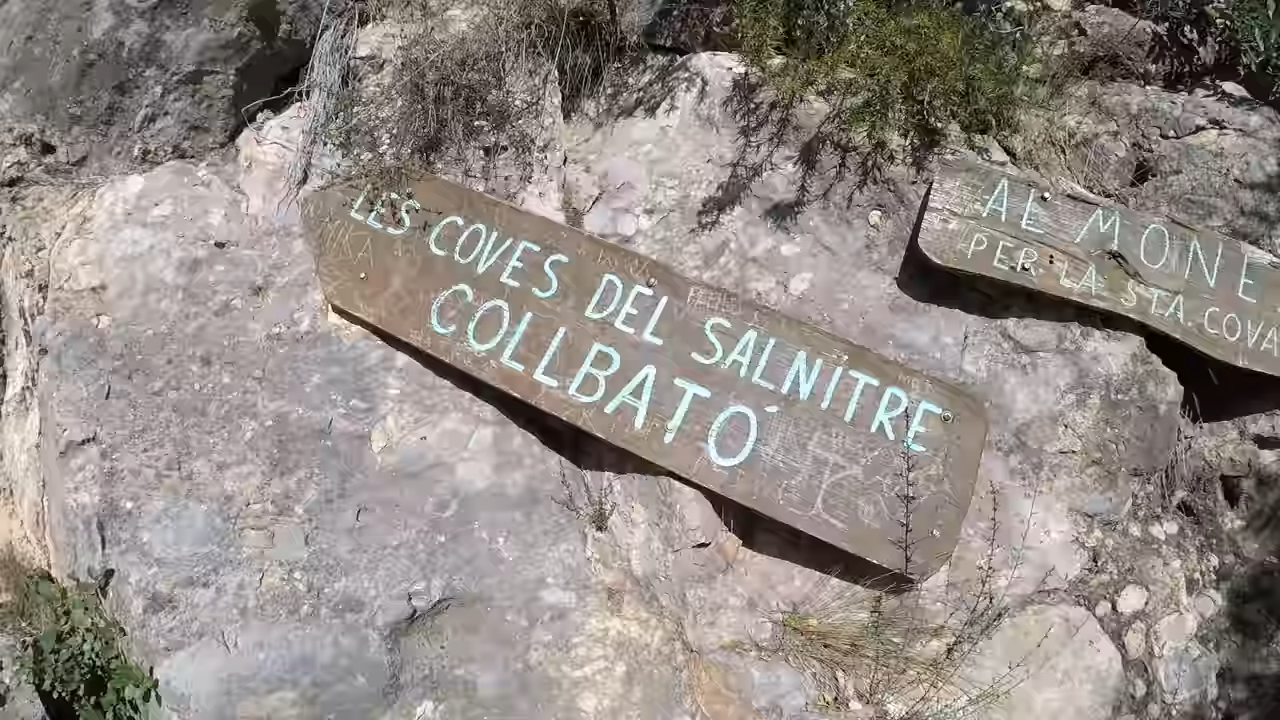 LES COVES DEL SALNITRE
COLLBATÓ
AL MONE
PER LA STA. COVA